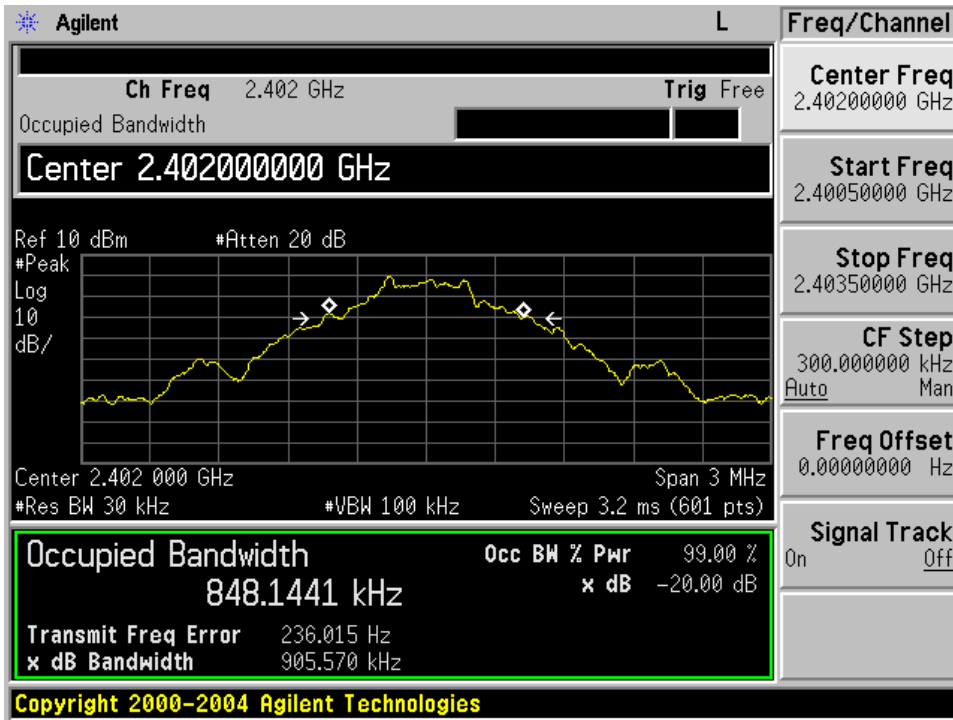 Agilent L Freq/Channel
Ch Freq 2.402 GHz Trig Free
Occupied Bandwidth
Center 2.402000000 GHz
Ref 10 dBm #Atten 20 dB
#Peak
Log
10
dB/
Center 2.402 000 GHz Span 3 MHz
#Res BW 30 kHz #VBW 100 kHz Sweep 3.2 ms (601 pts)
Occupied Bandwidth Occ BW % Pwr 99.00 %
848.1441 kHz x dB -20.00 dB
Transmit Freq Error 236.015 Hz
x dB Bandwidth 905.570 kHz
Center Freq
2.40200000 GHz
Start Freq
2.40050000 GHz
Stop Freq
2.40350000 GHz
CF Step
300.000000 kHz
Auto Man
Freq Offset
0.00000000 Hz
Signal Track
On Off
Copyright 2000-2004 Agilent Technologies